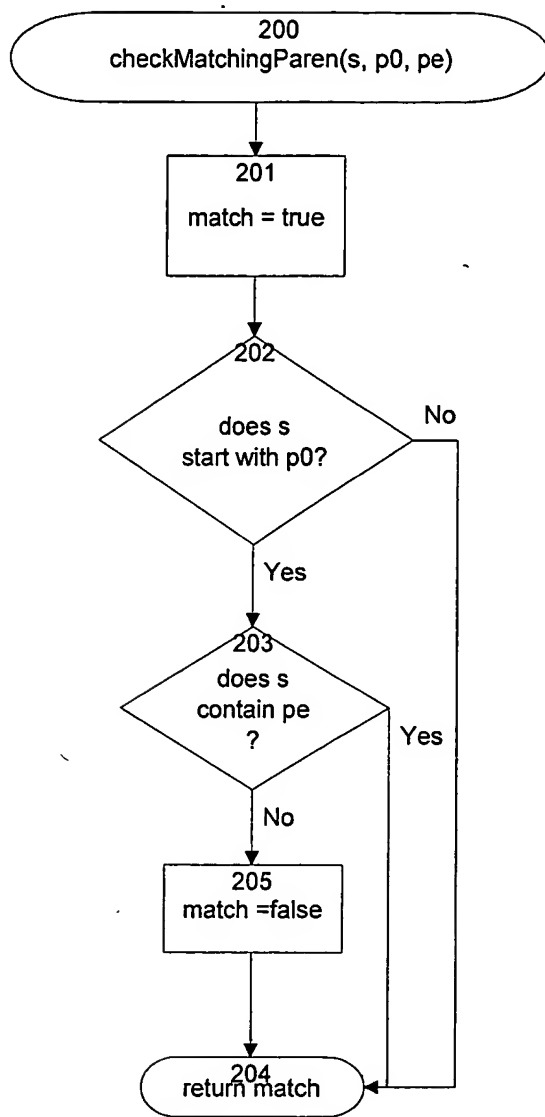 200
checkMatchingParen(s, p0, pe)
201
match = true
202
does s
start with p0?
No
Yes
203
does s
contain pe
?
Yes
No
205
match =false
204
return match